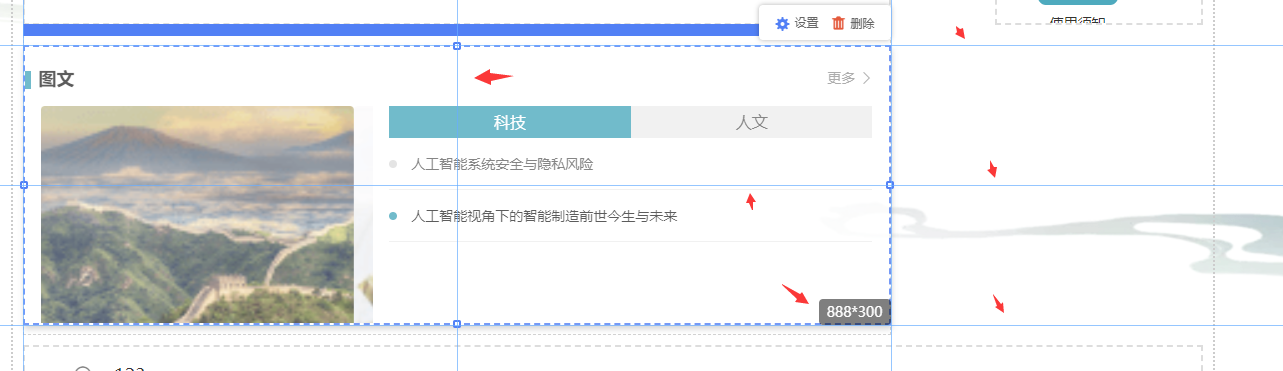 设置 删除
使用须知
图文
更多
科技 人文
人工智能系统安全与隐私风险
人工智能视角下的智能制造前世今生与未来
888*300